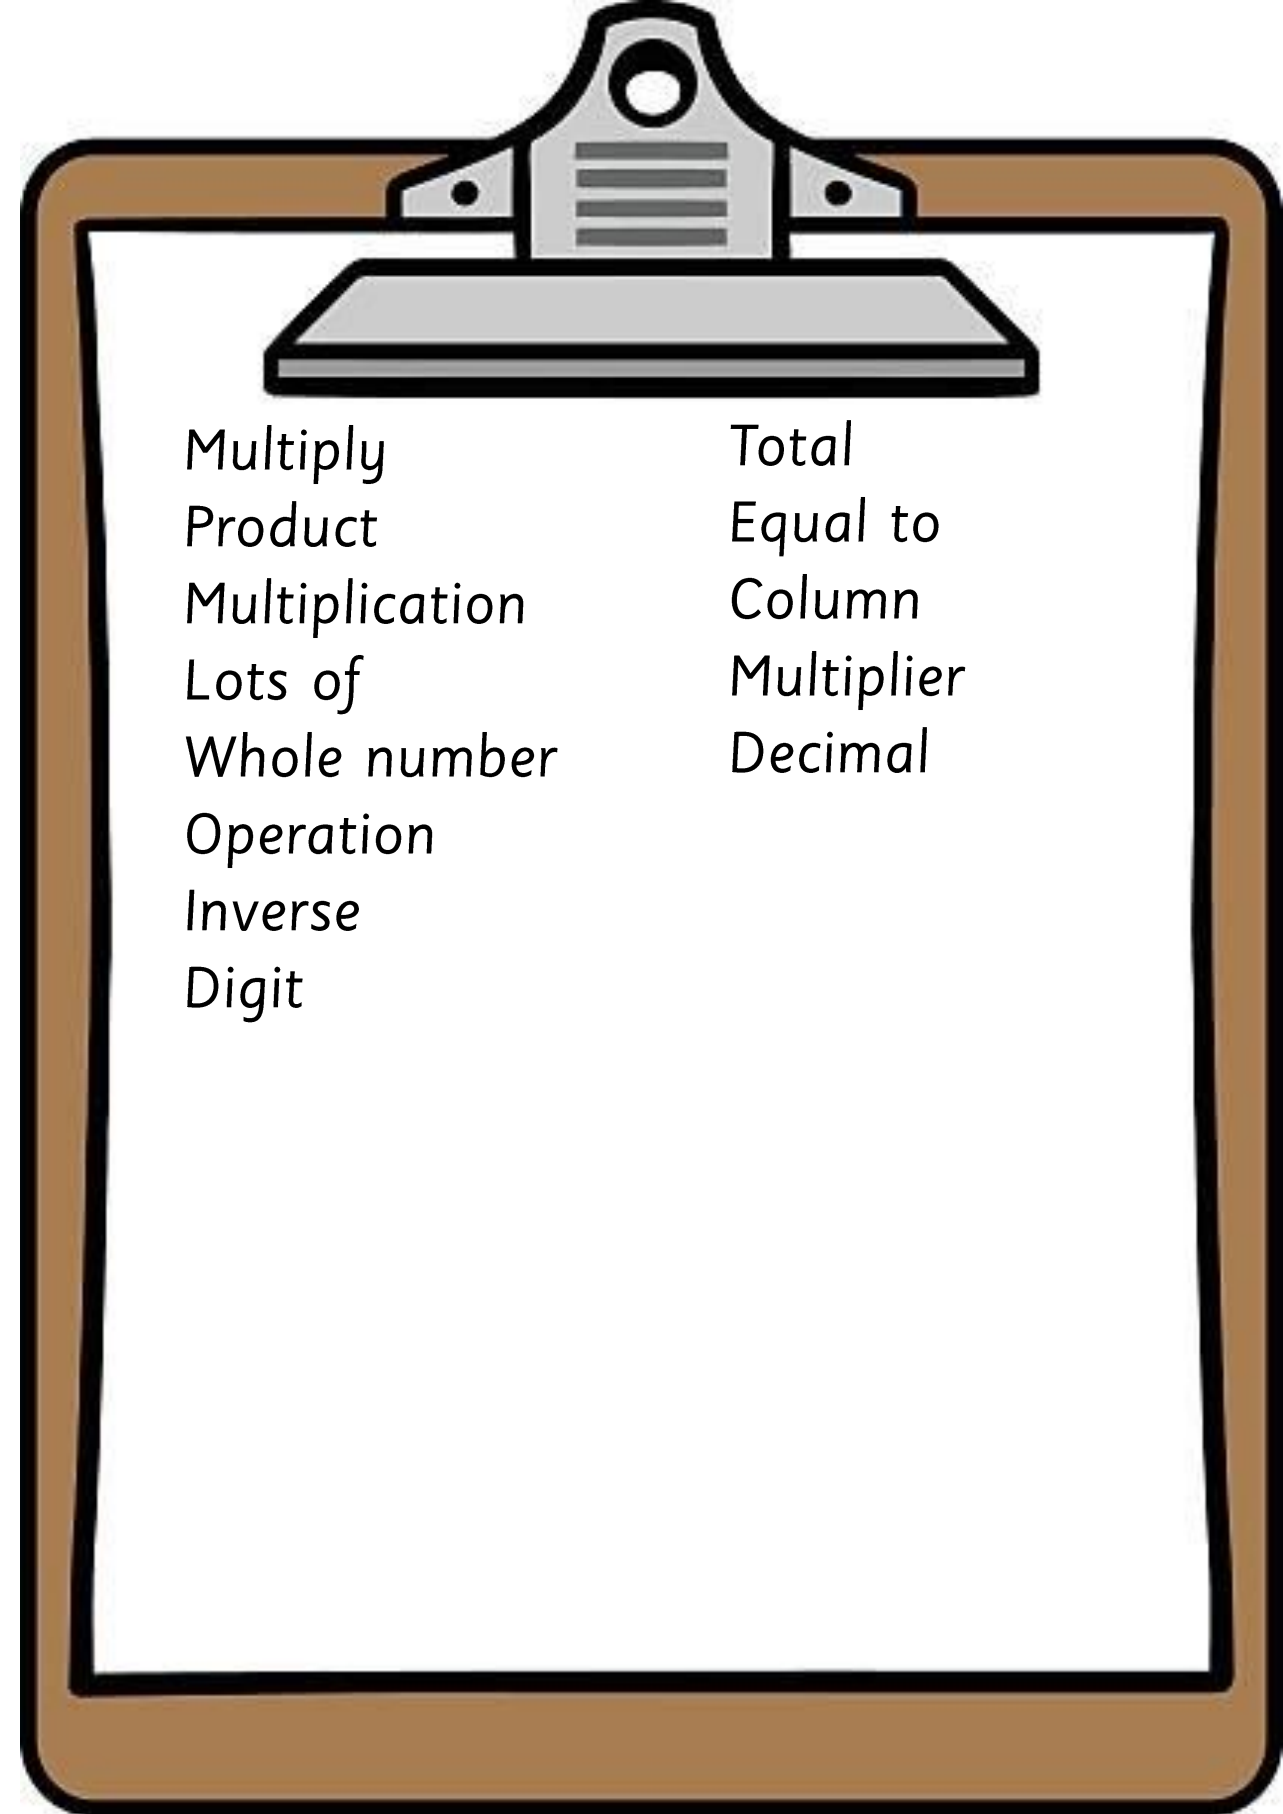 Multiply
Product
Multiplication
Lots of
Whole number
Operation
Inverse
Digit
Total
Equal to
Column
Multiplier
Decimal